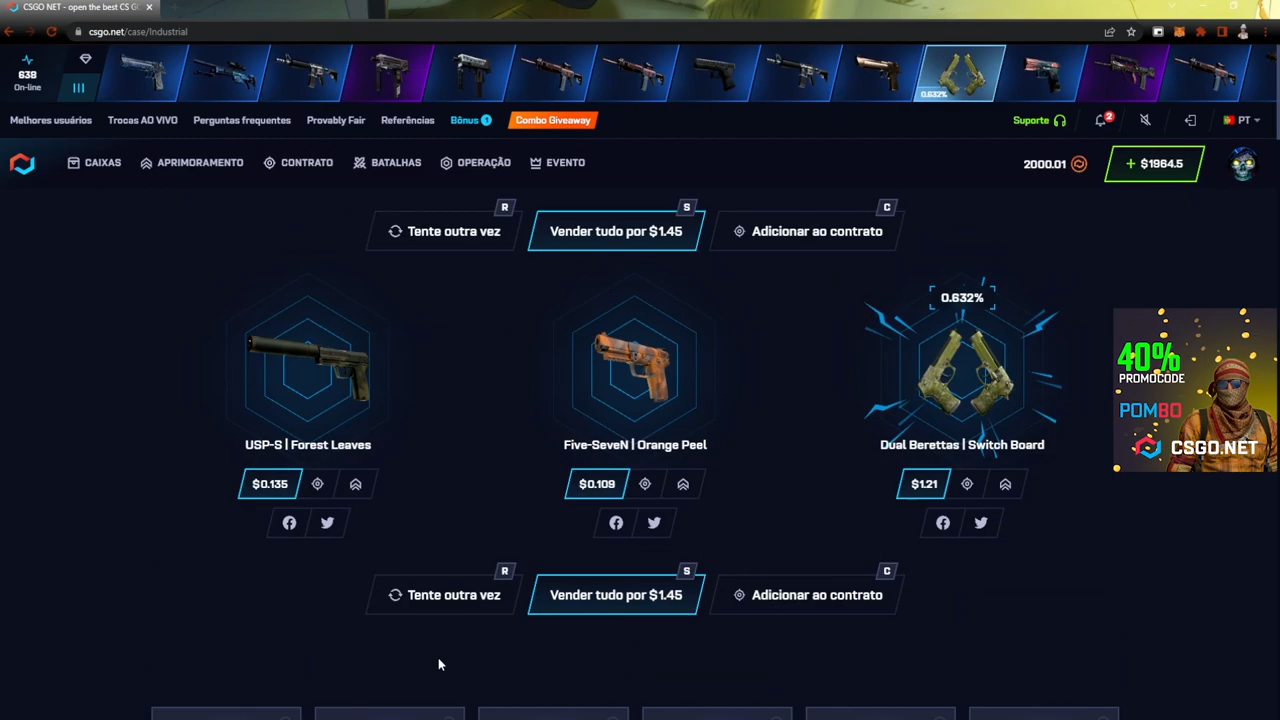 CSGO NET - open the best CS G
csgo.net/case/Industrial
638
On-line
0.632%
Melhores usuários
Trocas AO VIVO
Perguntas frequentes
Provably Fair
Referências
Bônus 1
Combo Giveaway
Suporte
2
PT
CAIXAS
APRIMORAMENTO
CONTRATO
BATALHAS
OPERAÇÃO
EVENTO
2000.01
+ $1964.5
R
S
C
Tente outra vez
Vender tudo por $1.45
Adicionar ao contrato
0.632%
40%
PROMOCODE
POM80
CSGO.NET
USP-S | Forest Leaves
Five-SeveN | Orange Peel
Dual Berettas | Switch Board
$0.135
$0.109
$1.21
R
S
C
Tente outra vez
Vender tudo por $1.45
Adicionar ao contrato